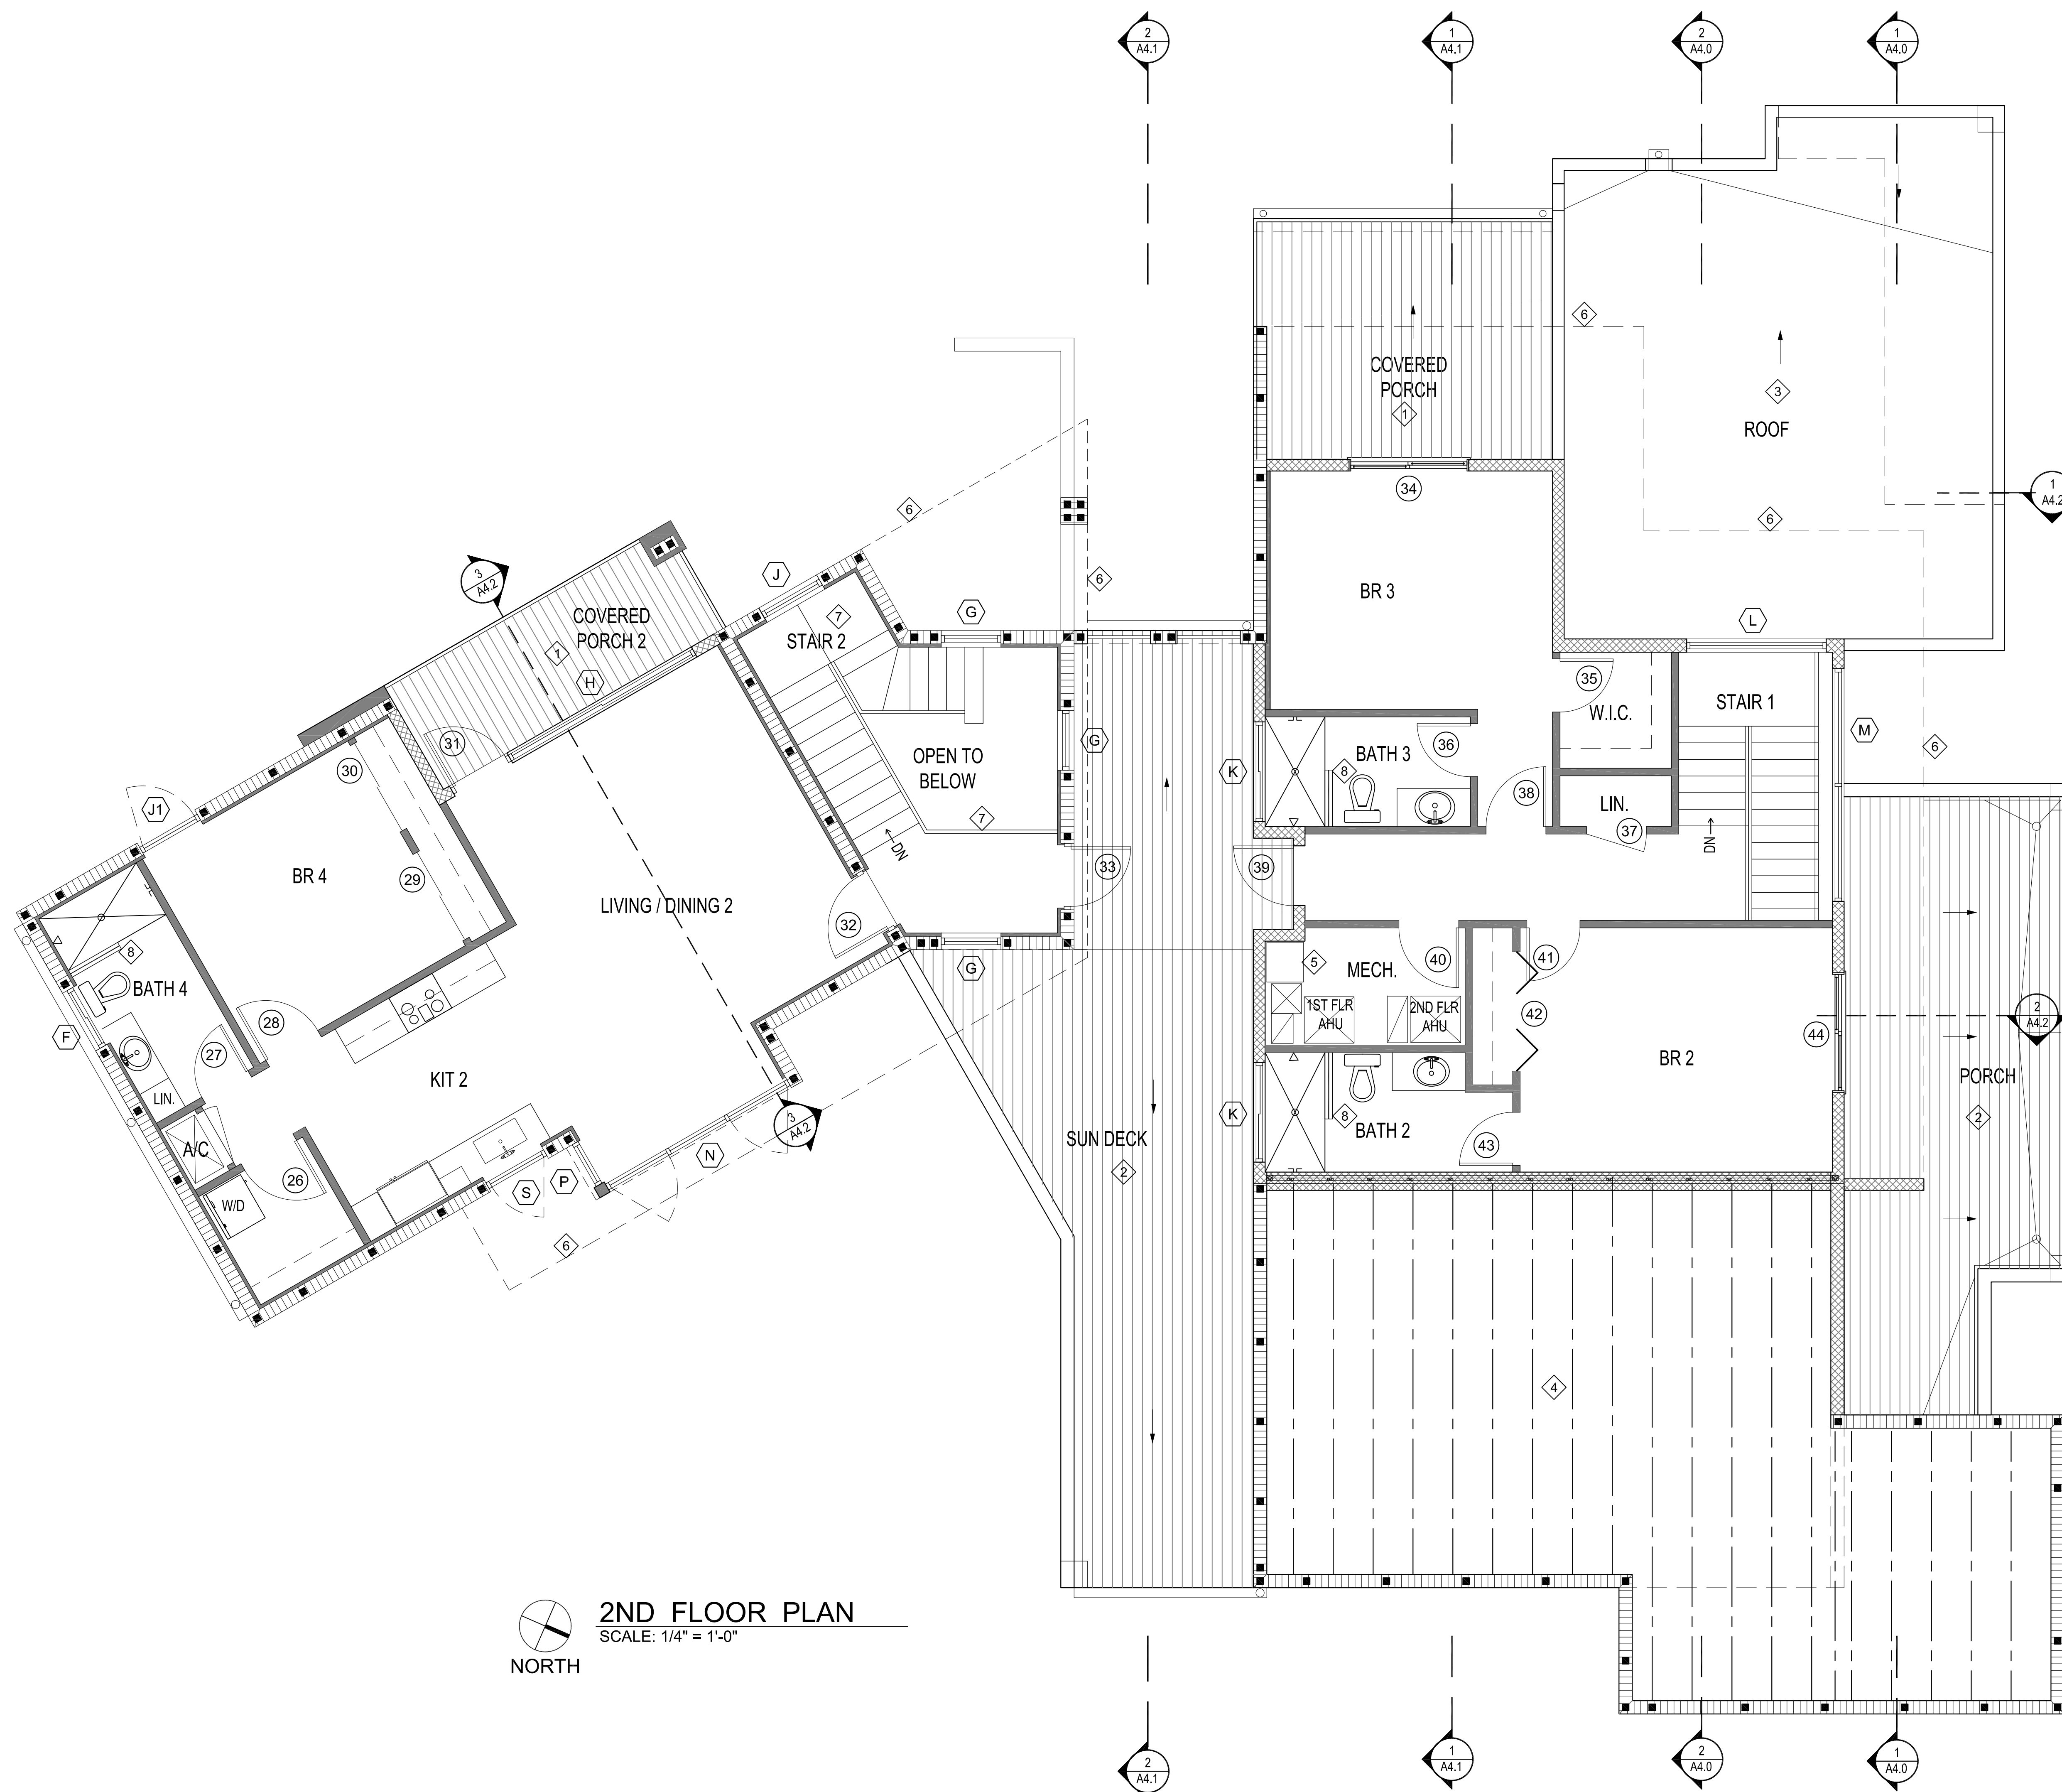 2
A4.1
1
A4.1
2
A4.0
1
A4.0
6
COVERED
PORCH
1
3
ROOF
34
1
A4.2
6
6
6
3
A4.2
J
COVERED
PORCH 2
1
H
7
STAIR 2
G
BR 3
L
35
W.I.C.
STAIR 1
M
6
31
30
J1
OPEN TO
BELOW
G
7
DN
K
36
BATH 3
8
38
LIN.
37
DN
33
39
BR 4
29
LIVING / DINING 2
32
G
8
BATH 4
F
28
27
KIT 2
LIN.
A/C
26
W/D
5
MECH.
40
41
1ST FLR
AHU
2ND FLR
AHU
42
44
2
A4.2
BR 2
PORCH
2
K
8
BATH 2
43
SUN DECK
2
3
A4.2
N
P
S
6
4
2ND FLOOR PLAN
SCALE: 1/4" = 1'-0"
NORTH
2
A4.1
1
A4.1
2
A4.0
1
A4.0